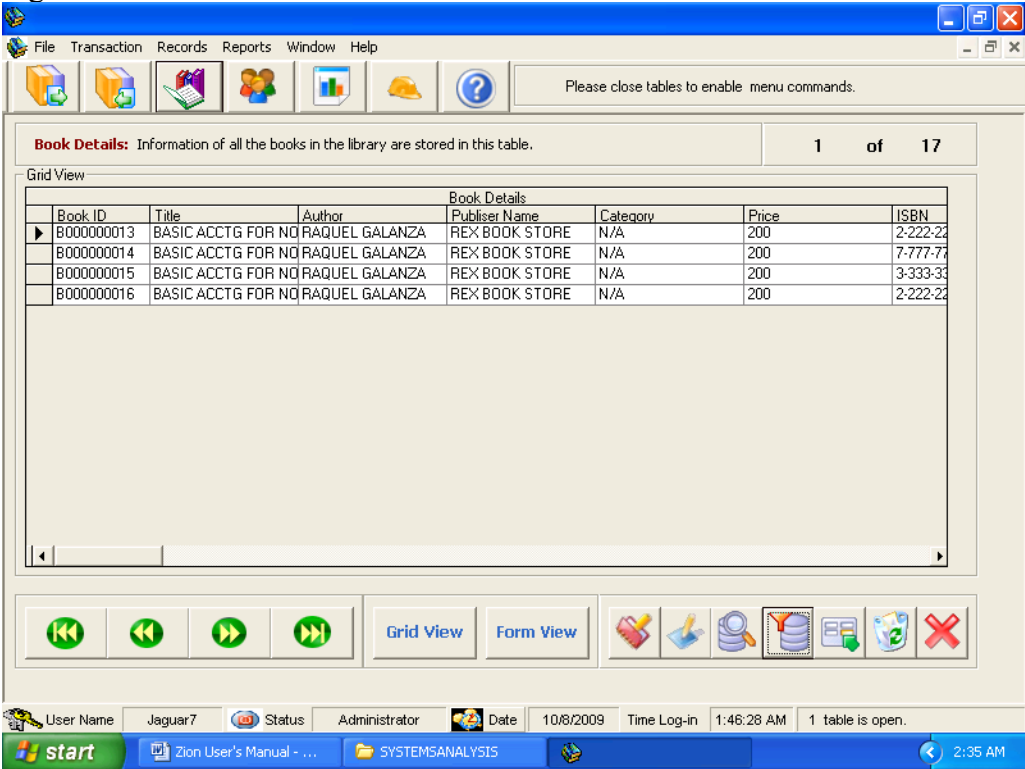 File Transaction Records Reports Window Help
Please close tables to enable menu commands.
Book Details: Information of all the books in the library are stored in this table.
1 of 17
Grid View
Book Details
Book ID Title Author Publiser Name Category Price ISBN
B000000013 BASIC ACCTG FOR NO RAQUEL GALANZA REX BOOK STORE N/A 200 2-222-22
B000000014 BASIC ACCTG FOR NO RAQUEL GALANZA REX BOOK STORE N/A 200 7-777-77
B000000015 BASIC ACCTG FOR NO RAQUEL GALANZA REX BOOK STORE N/A 200 3-333-33
B000000016 BASIC ACCTG FOR NO RAQUEL GALANZA REX BOOK STORE N/A 200 2-222-22
Grid View Form View
User Name Jaguar7 Status Administrator Date 10/8/2009 Time Log-in 1:46:28 AM 1 table is open.
start Zion User's Manual - ... SYSTEMSANALYSIS 2:35 AM